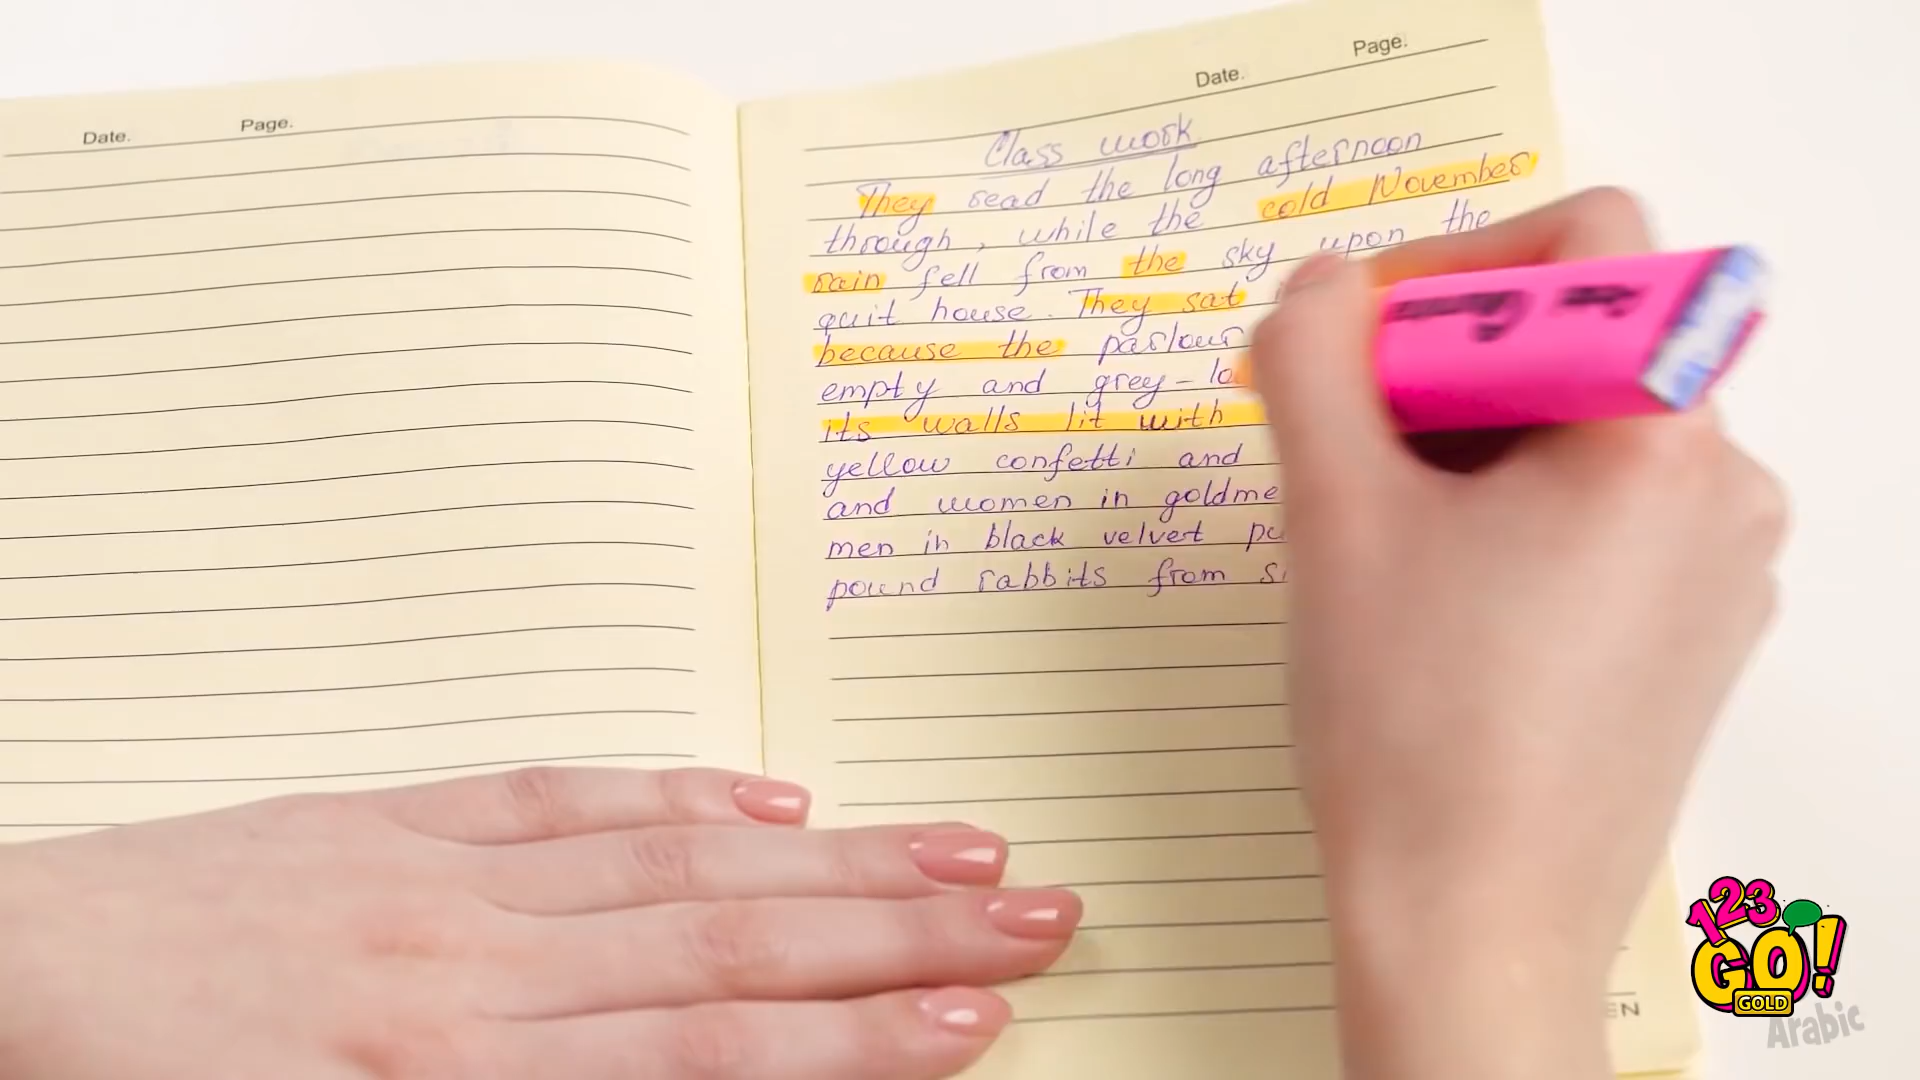 Date.
Page.
Date.
Page.
Class work
They read the long afternoon
through, while the cold November
rain fell from the sky upon the
quit house. They sat
because the parlour
empty and grey-
its walls lit with
yellow confetti and
and women in
men in black velvert
pound rabbits from
123
GO!
GOLD
Arabic